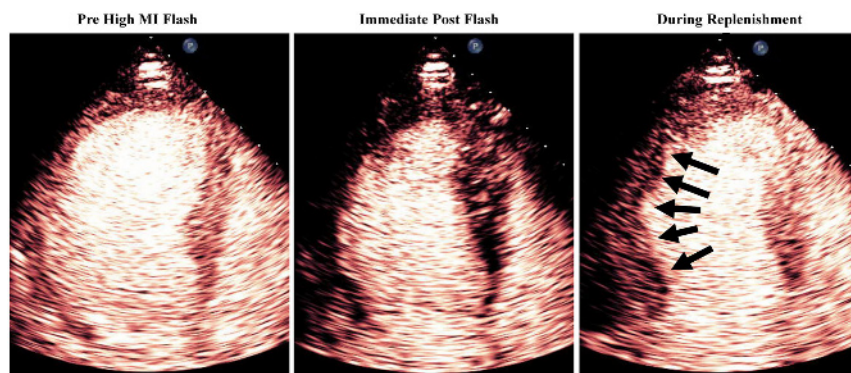 Pre High MI Flash
Immediate Post Flash
During Replenishment
P
P
P